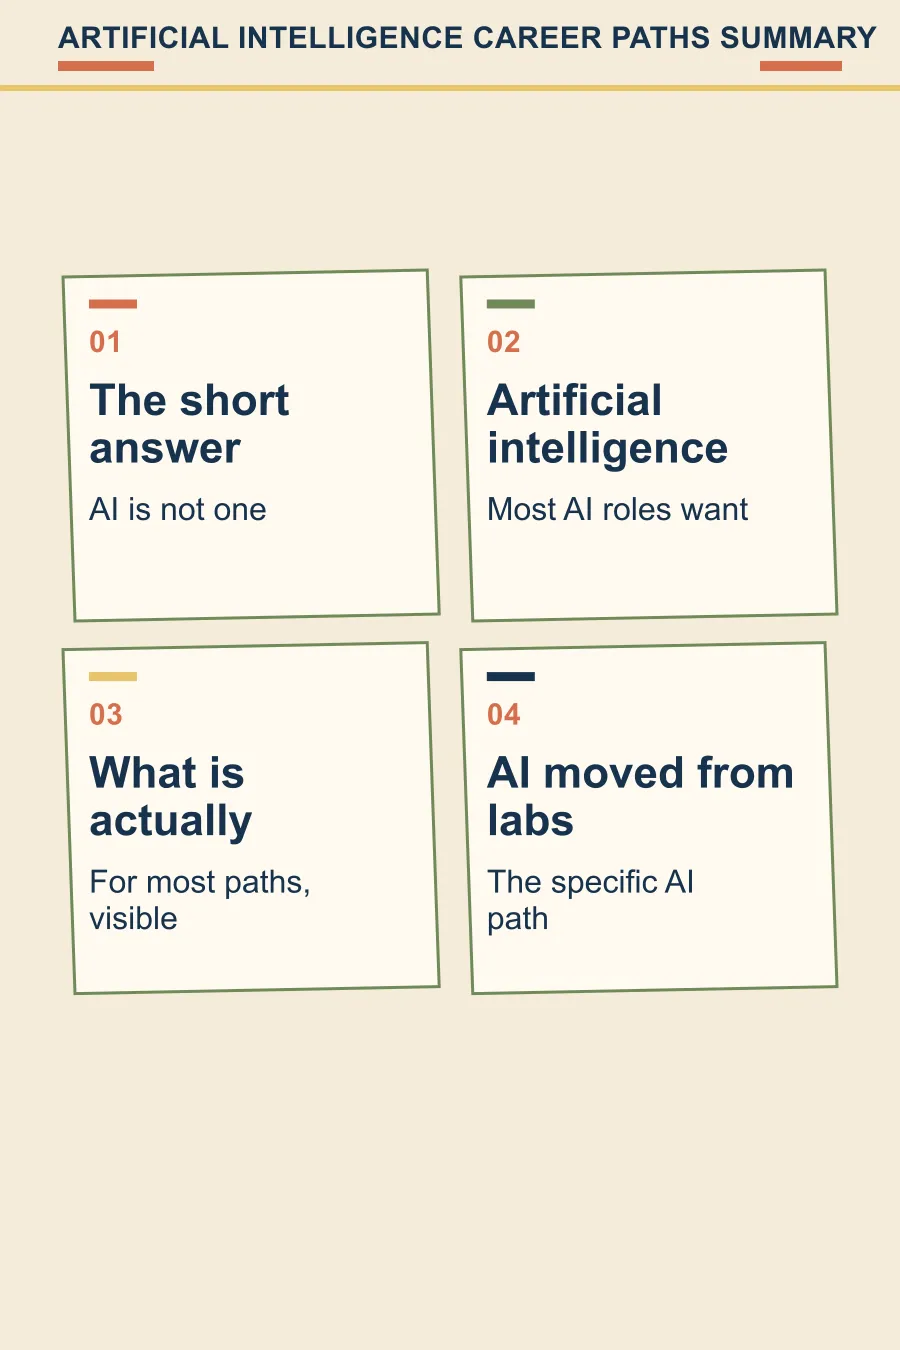 ARTIFICIAL INTELLIGENCE CAREER PATHS SUMMARY
01
The short
answer
AI is not one
02
Artificial
intelligence
Most AI roles want
03
What is
actually
For most paths,
visible
04
AI moved from
labs
The specific AI
path